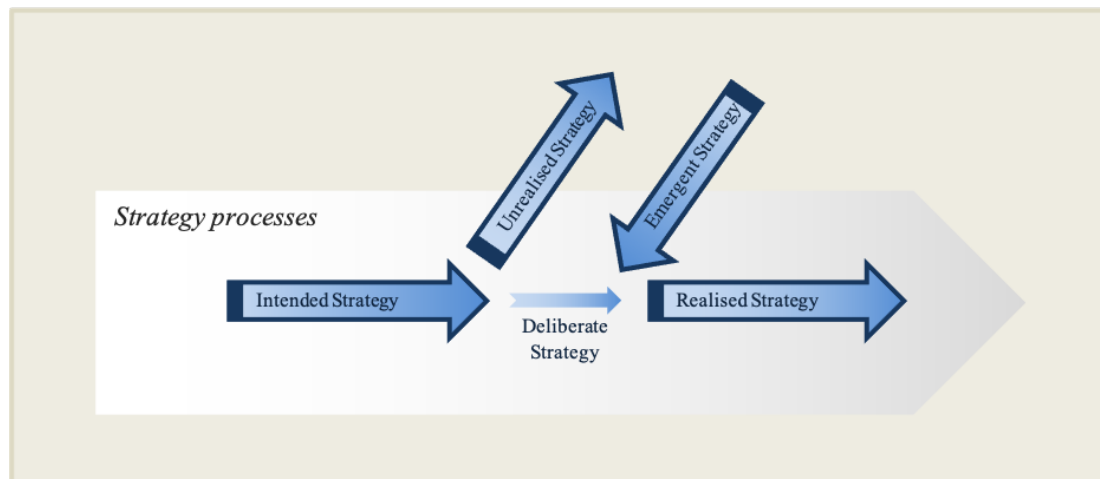 Strategy processes
Unrealised Strategy
Emergent Strategy
Intended Strategy
Deliberate
Strategy
Realised Strategy